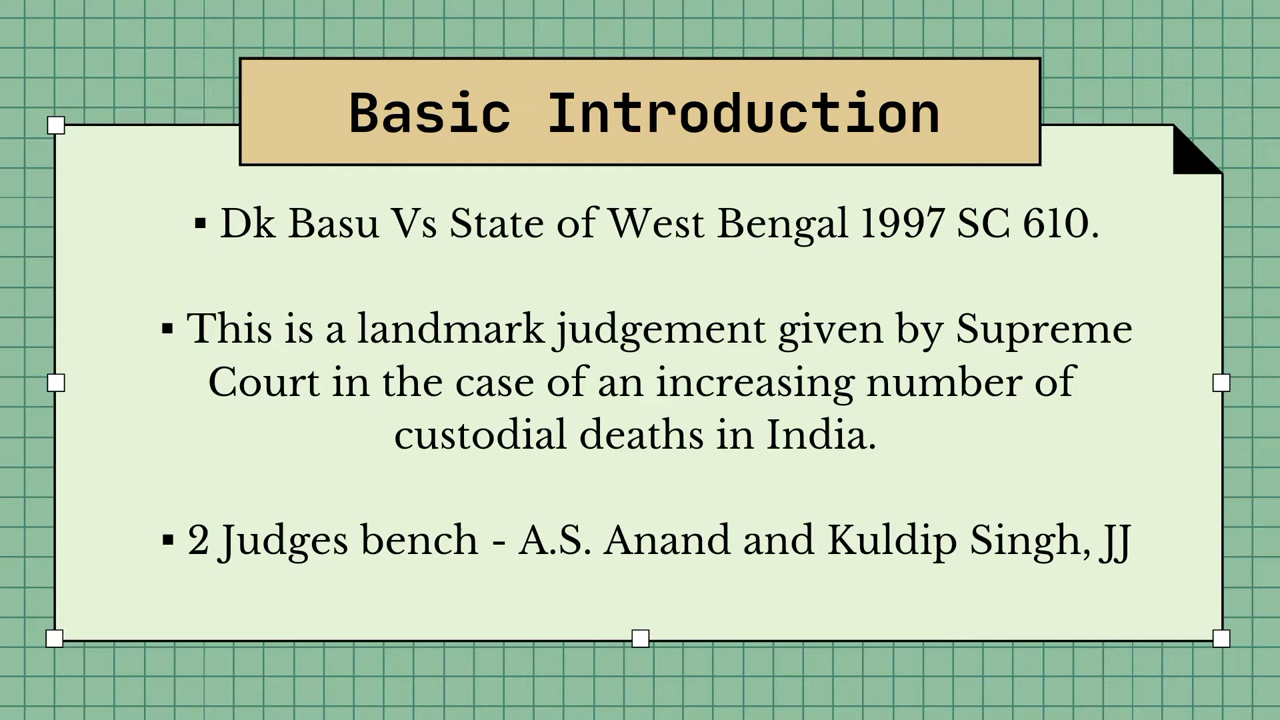 Basic Introduction
▪ Dk Basu Vs State of West Bengal 1997 SC 610.
▪ This is a landmark judgement given by Supreme
Court in the case of an increasing number of
custodial deaths in India.
▪ 2 Judges bench - A.S. Anand and Kuldip Singh, JJ